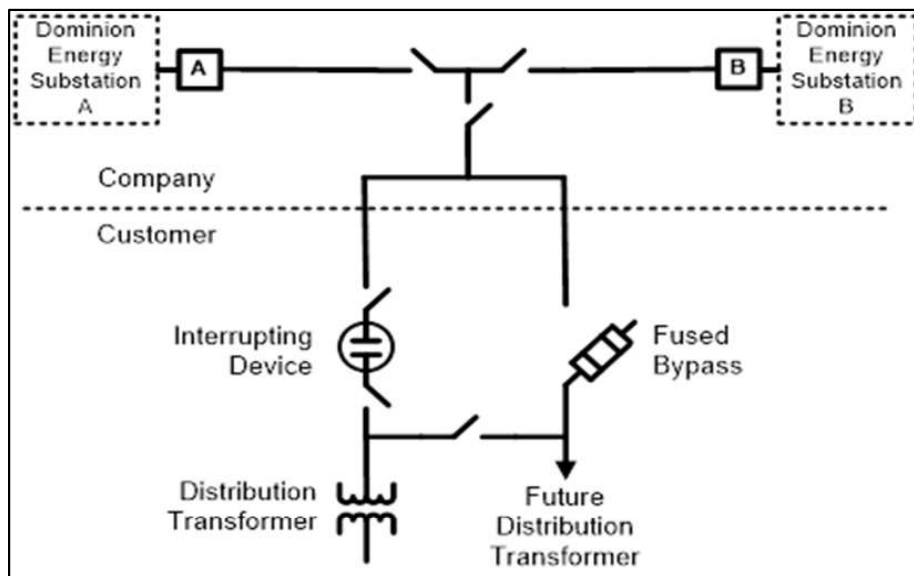 Dominion
Energy
Substation
A
A
B
Dominion
Energy
Substation
B
Company
Customer
Interrupting
Device
Fused
Bypass
Distribution
Transformer
Future
Distribution
Transformer